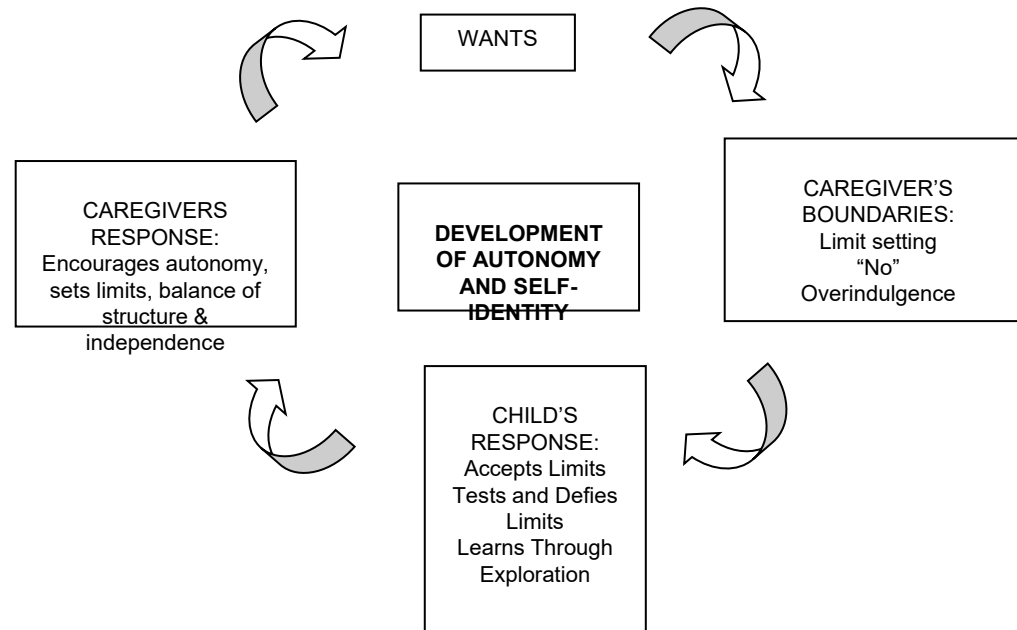 WANTS
CAREGIVER’S
BOUNDARIES:
Limit setting
“No”
Overindulgence
CHILD’S
RESPONSE:
Accepts Limits
Tests and Defies
Limits
Learns Through
Exploration
CAREGIVERS
RESPONSE:
Encourages autonomy,
sets limits, balance of
structure &
independence
DEVELOPMENT
OF AUTONOMY
AND SELF-
IDENTITY